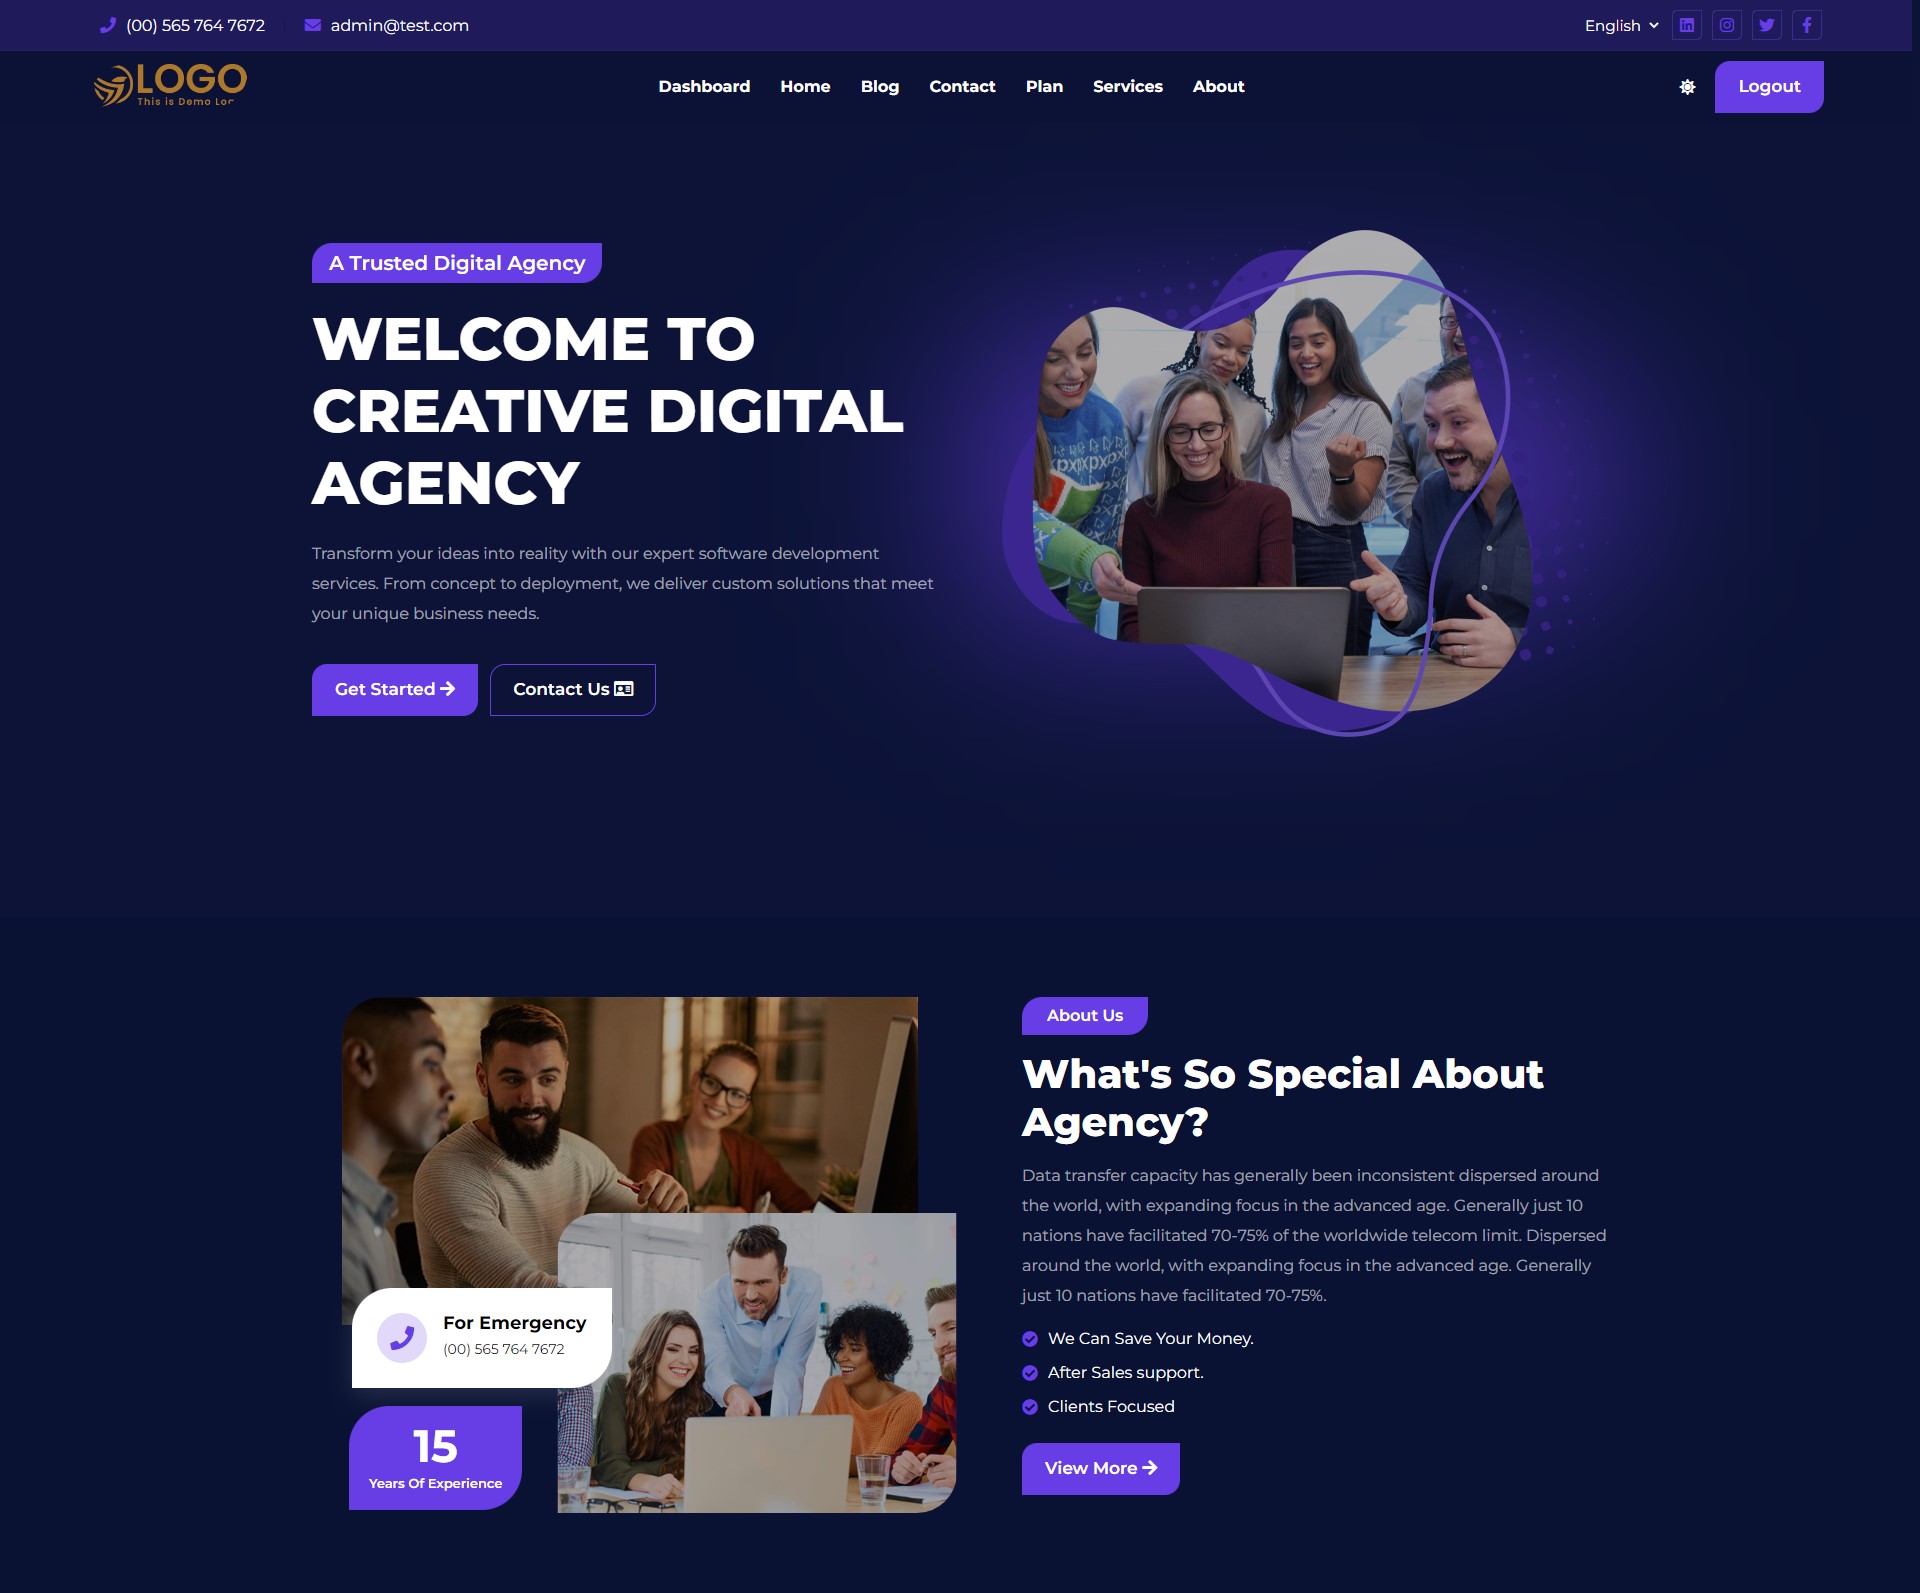 (00) 565 764 7672
admin@test.com
English
LOGO
This is Demo
Dashboard Home Blog Contact Plan Services About
Logout
A Trusted Digital Agency
WELCOME TO
CREATIVE DIGITAL
AGENCY
Transform your ideas into reality with our expert software development
services. From concept to deployment, we deliver custom solutions that meet
your unique business needs.
Get Started
Contact Us
For Emergency
(00) 565 764 7672
15
Years Of Experience
About Us
What's So Special About
Agency?
Data transfer capacity has generally been inconsistent dispersed around
the world, with expanding focus in the advanced age. Generally just 10
nations have facilitated 70-75% of the worldwide telecom limit. Dispersed
around the world, with expanding focus in the advanced age. Generally
just 10 nations have facilitated 70-75%.
We Can Save Your Money.
After Sales support.
Clients Focused
View More